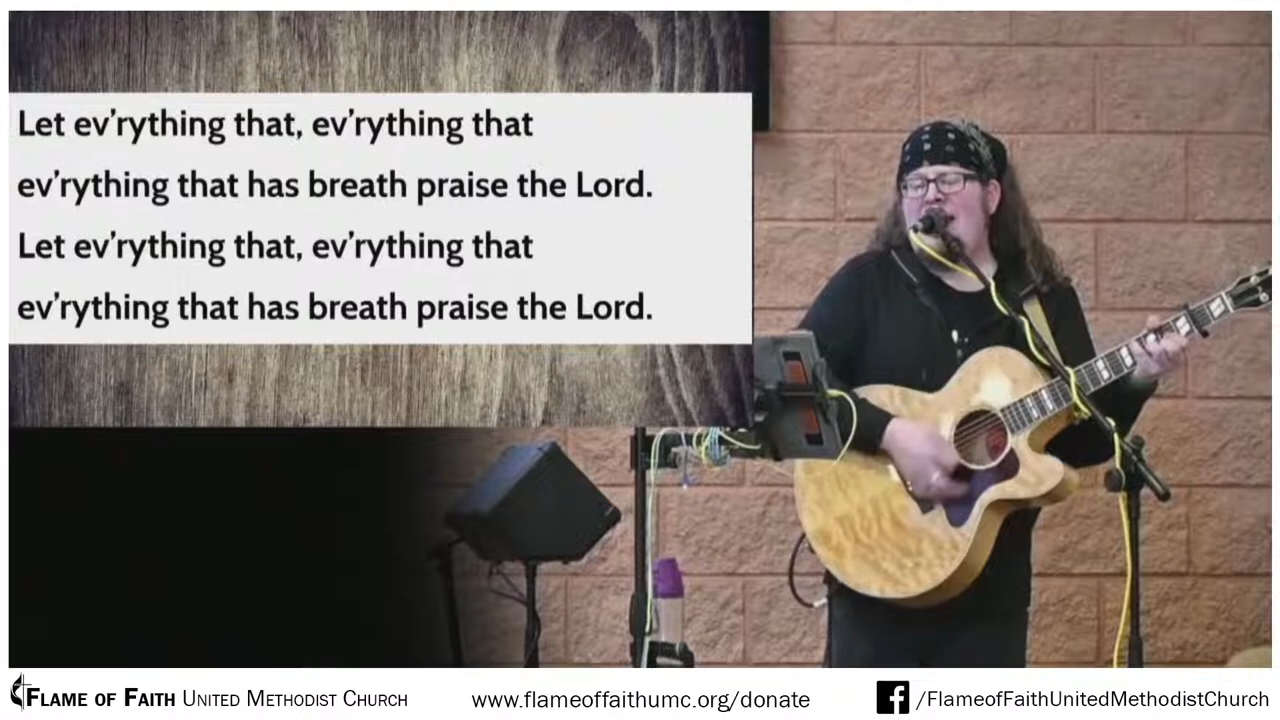 Let ev’rything that, ev’rything that
ev’rything that has breath praise the Lord.
Let ev’rything that, ev’rything that
ev’rything that has breath praise the Lord.
FLAME OF FAITH UNITED METHODIST CHURCH
www.flameoffaithumc.org/donate
/FlameofFaithUnitedMethodistChurch